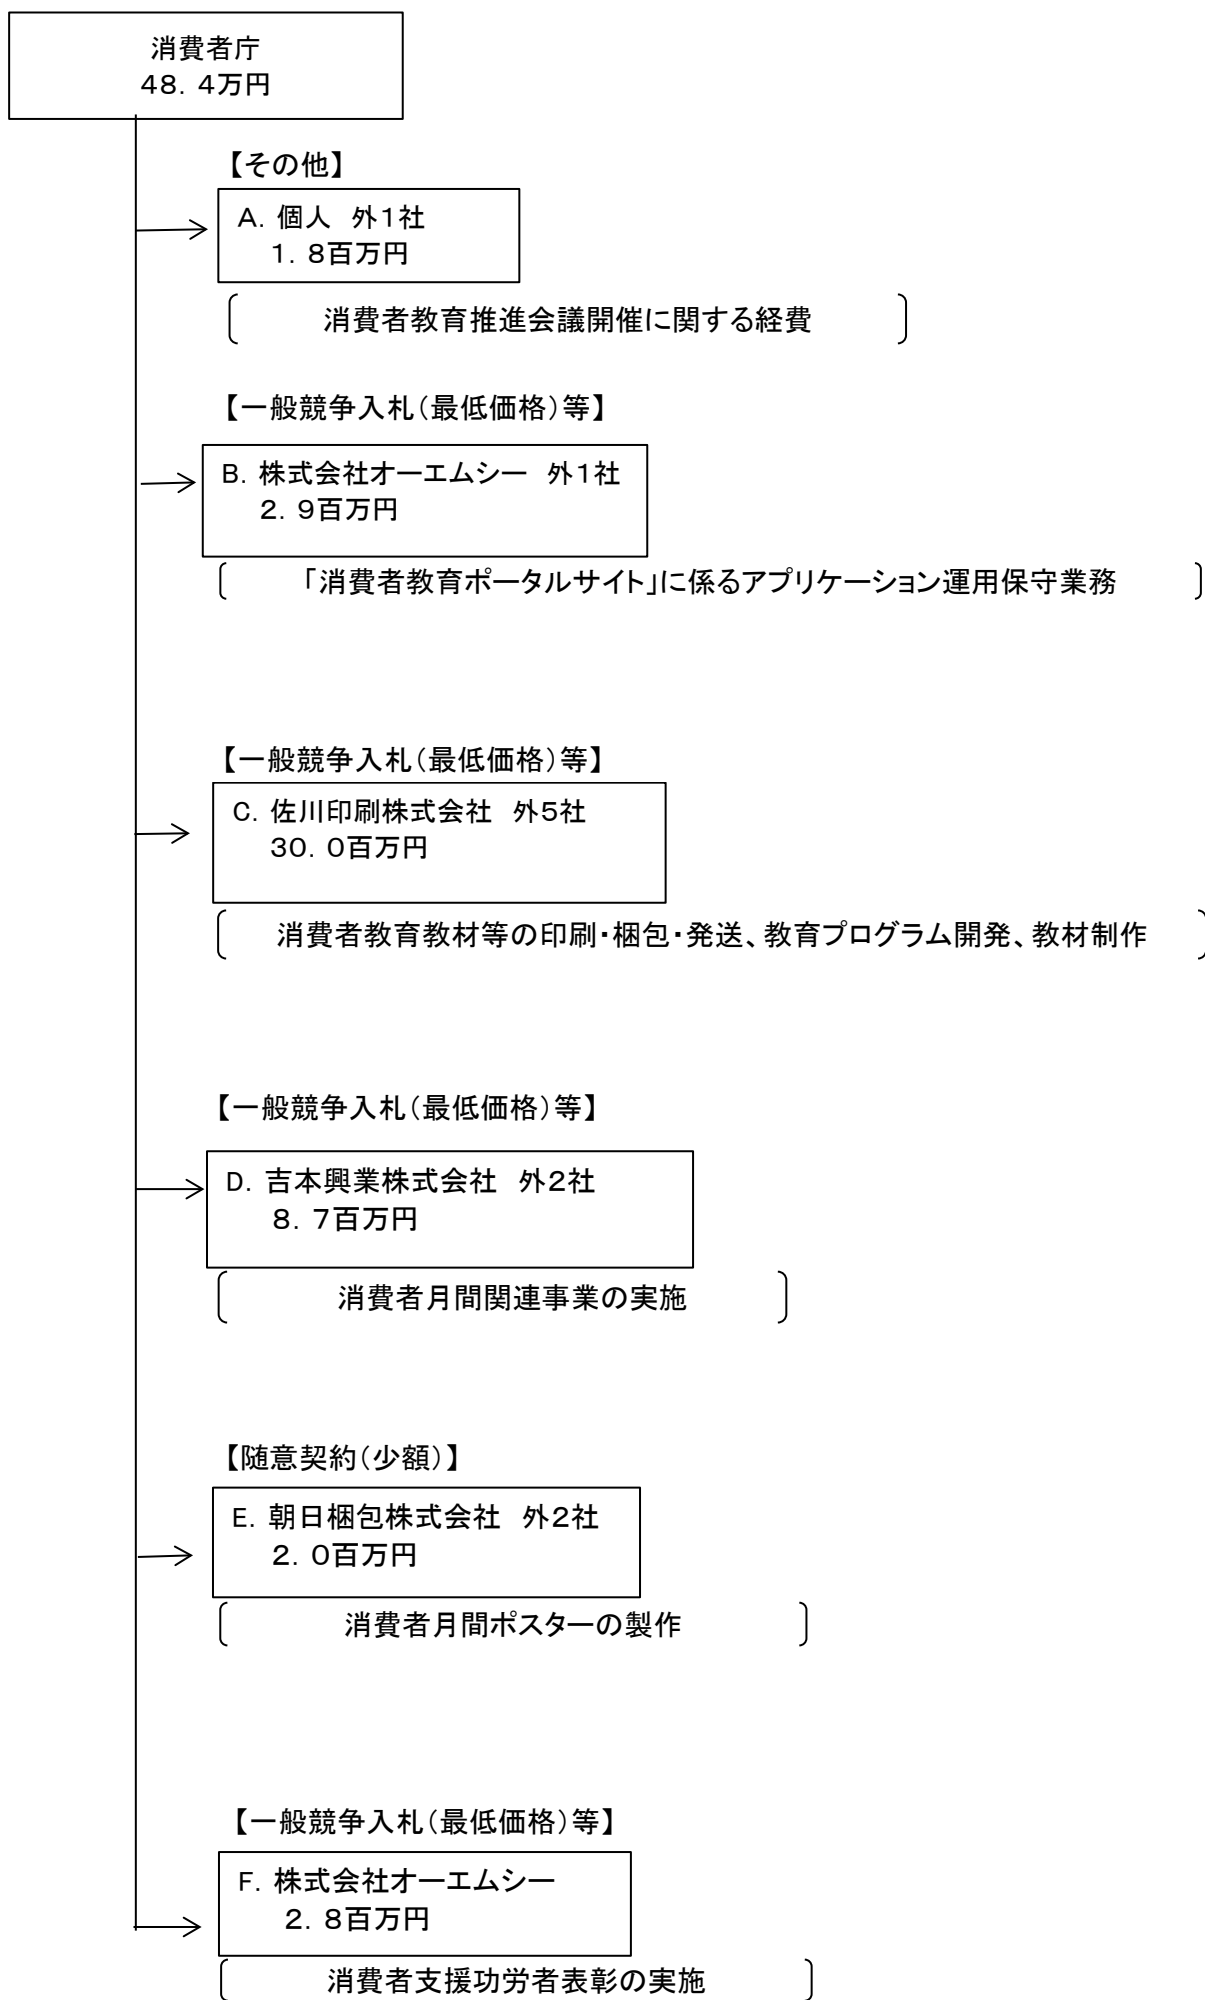 消費者庁
48.4万円
【その他】
A. 個人 外1社
1.8百万円
消費者教育推進会議開催に関する経費
【一般競争入札(最低価格)等】
B. 株式会社オーエムシー 外1社
2.9百万円
「消費者教育ポータルサイト」に係るアプリケーション運用保守業務
【一般競争入札(最低価格)等】
C. 佐川印刷株式会社 外5社
30.0百万円
消費者教育教材等の印刷・梱包・発送、教育プログラム開発、教材制作
【一般競争入札(最低価格)等】
D. 吉本興業株式会社 外2社
8.7百万円
消費者月間関連事業の実施
【随意契約(少額)】
E. 朝日梱包株式会社 外2社
2.0百万円
消費者月間ポスターの製作
【一般競争入札(最低価格)等】
F. 株式会社オーエムシー
2.8百万円
消費者支援功労者表彰の実施